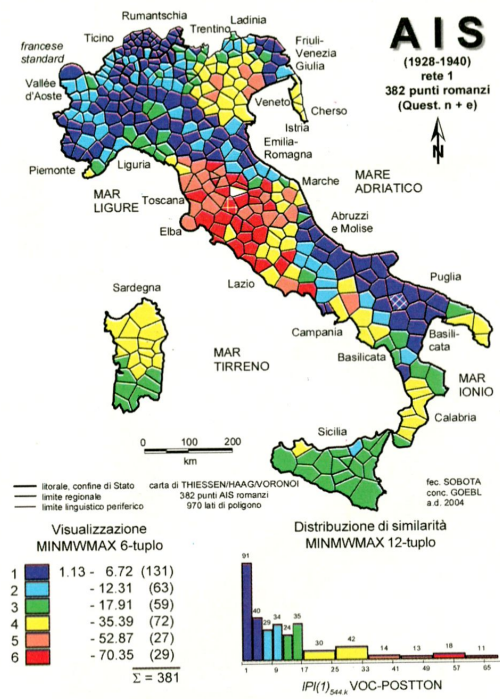 AIS
(1928-1940)
rete 1
382 punti romanzi
(Quest. n + e)
N
Rumantschia
Ticino
Trentino
Ladinia
francese
standard
Friuli-
Venezia
Giulia
Vallée
d'Aoste
Veneto
Cherso
Istria
Piemonte
Liguria
Emilia-
Romagna
MAR
LIGURE
Toscana
Marche
MARE
ADRIATICO
Elba
Abruzzi
e Molise
Lazio
Puglia
Sardegna
Campania
Basili-
cata
Basilicata
MAR
TIRRENO
MAR
IONIO
Calabria
Sicilia
0 100 200
km
litorale, confine di Stato
limite regionale
limite linguistico periferico
carta di THIESSEN/HAAG/VORONOI
382 punti AIS romanzi
970 lati di poligono
fec. SOBOTA
conc. GOEBL
a.d. 2004
Visualizzazione
MINMWMAX 6-tuplo
1 1.13 - 6.72 (131)
2 - 12.31 (63)
3 - 17.91 (59)
4 - 35.39 (72)
5 - 52.87 (27)
6 - 70.35 (29)
Σ = 381
Distribuzione di similarità
MINMWMAX 12-tuplo
91
40
29
34
24
35
30
42
14
13
18
11
1 9 17 25 33 41 49 57 65
IPI(1)544,k VOC-POSTTON